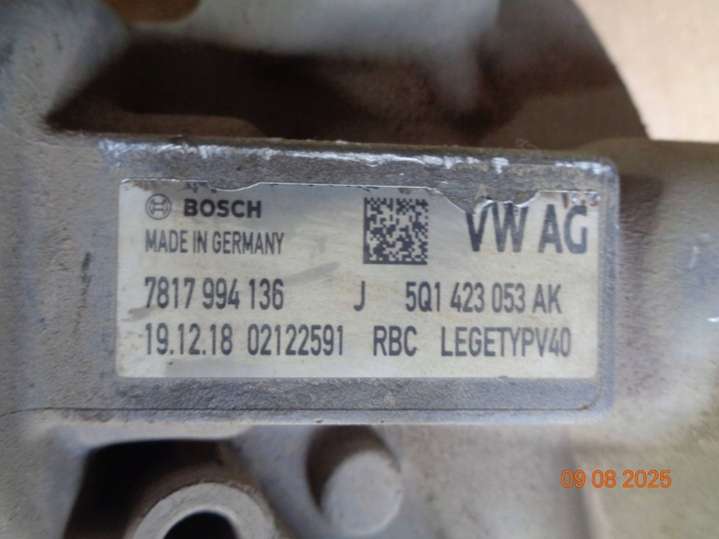 BOSCH VW AG
MADE IN GERMANY
7817 994 136 J 5Q1 423 053 AK
19.12.18 02122591 RBC LEGETYPV40
09 08 2025